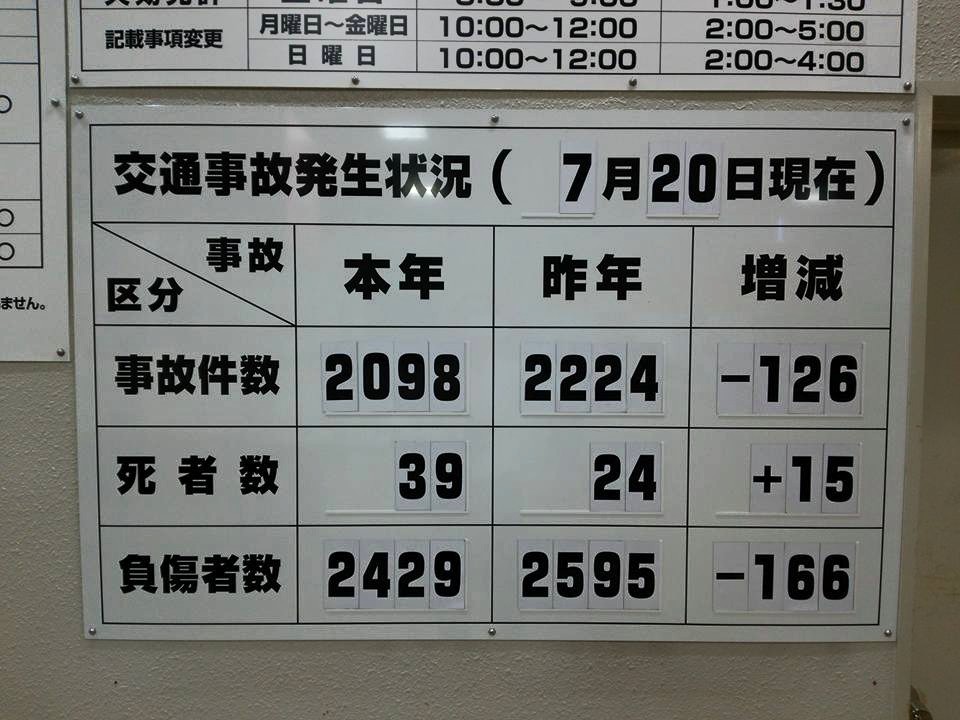 記載事項変更
月曜日～金曜日 10:00～12:00 2:00～5:00
日曜日 10:00～12:00 2:00～4:00
ません。
交通事故発生状況(7月20日現在)
事故
区分 本年 昨年 増減
事故件数 2098 2224 -126
死者数 39 24 +15
負傷者数 2429 2595 -166